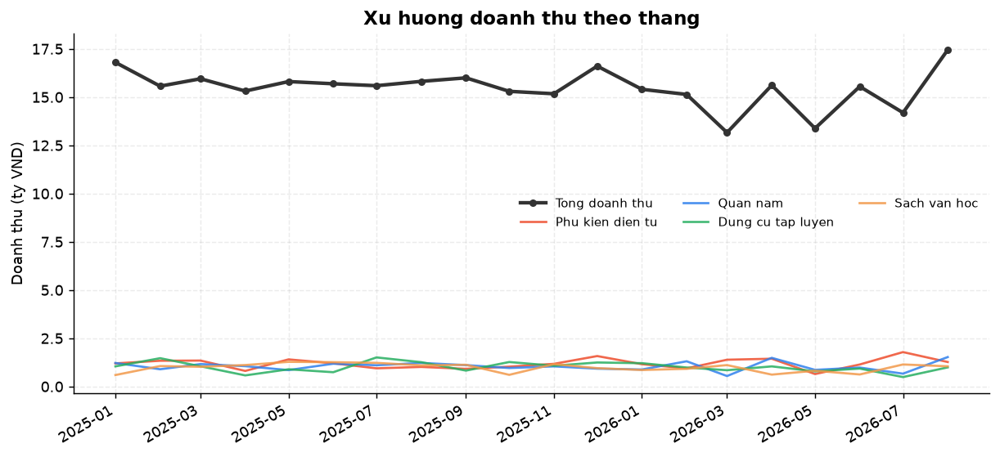 Xu huong doanh thu theo thang
Doanh thu (ty VND)
17.5
15.0
12.5
10.0
7.5
5.0
2.5
0.0
Tong doanh thu
Phu kien dien tu
Quan nam
Dung cu tap luyen
Sach van hoc
2025-01
2025-03
2025-05
2025-07
2025-09
2025-11
2026-01
2026-03
2026-05
2026-07